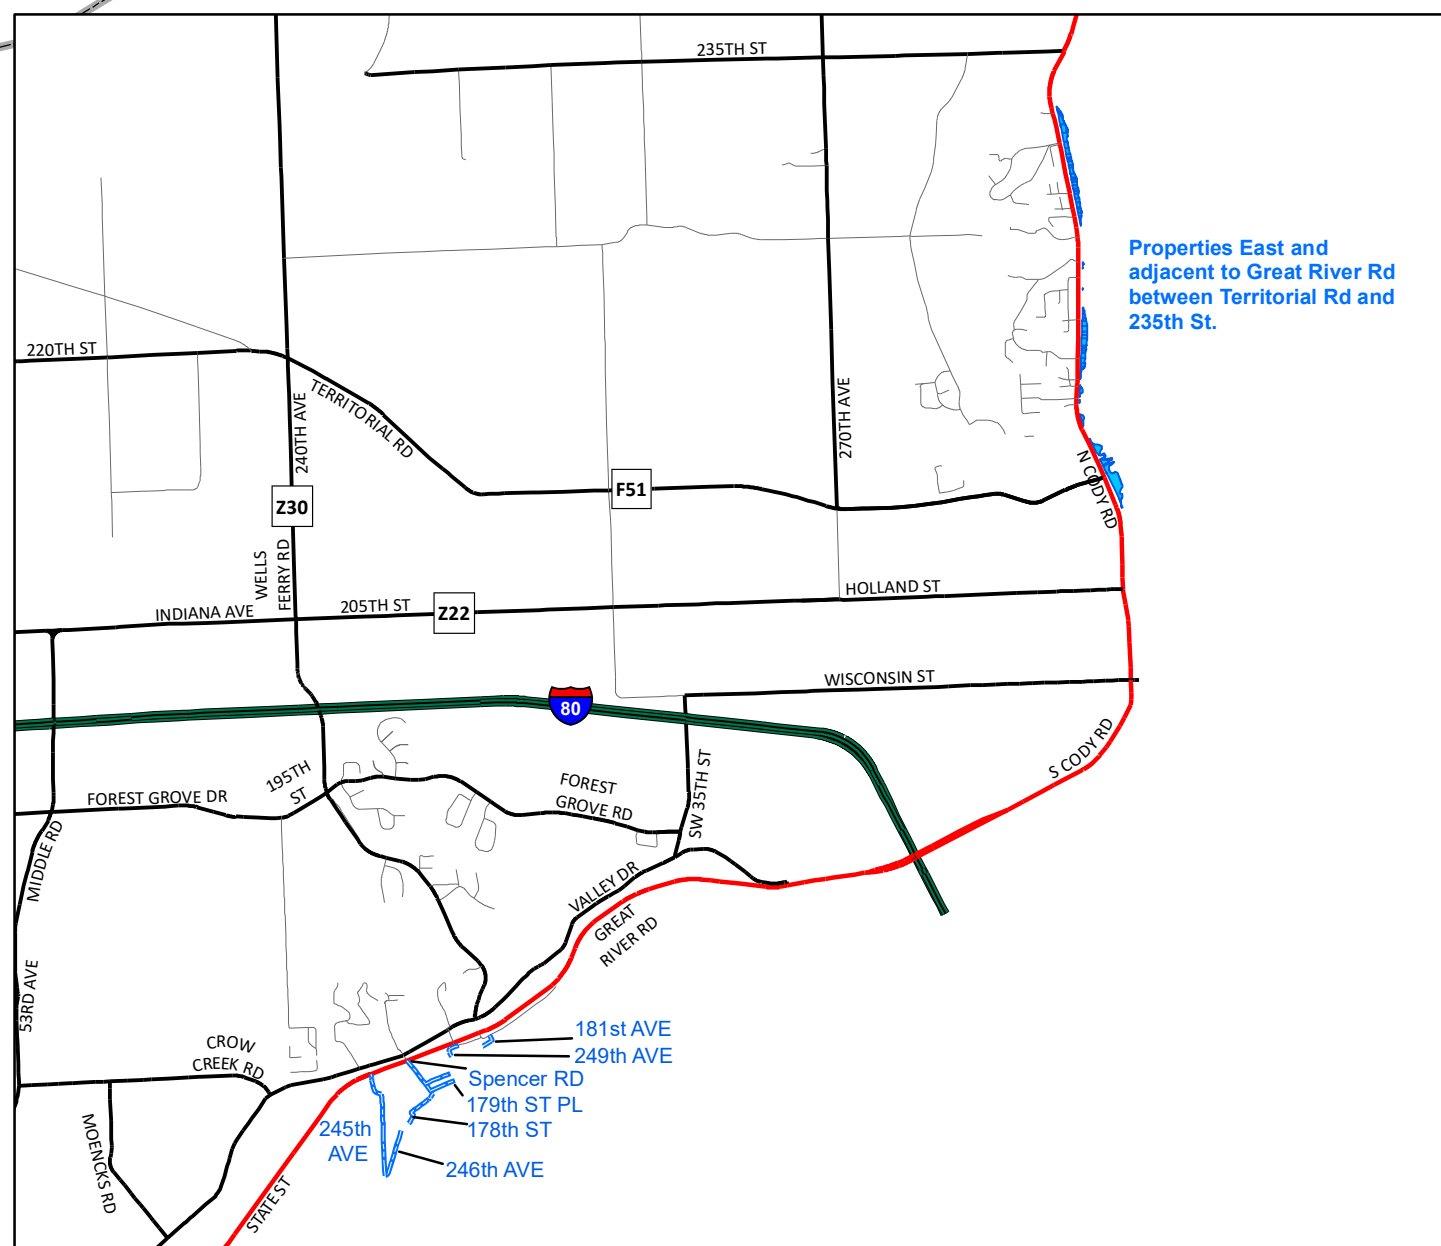 235TH ST
Properties East and
adjacent to Great River Rd
between Territorial Rd and
235th St.
220TH ST
TERRITORIAL RD
240TH AVE
270TH AVE
N CODY RD
F51
Z30
WELLS
FERRY RD
INDIANA AVE
205TH ST
Z22
HOLLAND ST
WISCONSIN ST
80
S CODY RD
195TH
ST
FOREST GROVE DR
FOREST
GROVE RD
SW 35TH ST
MIDDLE RD
VALLEY DR
GREAT
RIVER RD
53RD AVE
CROW
CREEK RD
181st AVE
249th AVE
Spencer RD
179th ST PL
178th ST
245th
AVE
246th AVE
MOENCKS RD
STATE ST